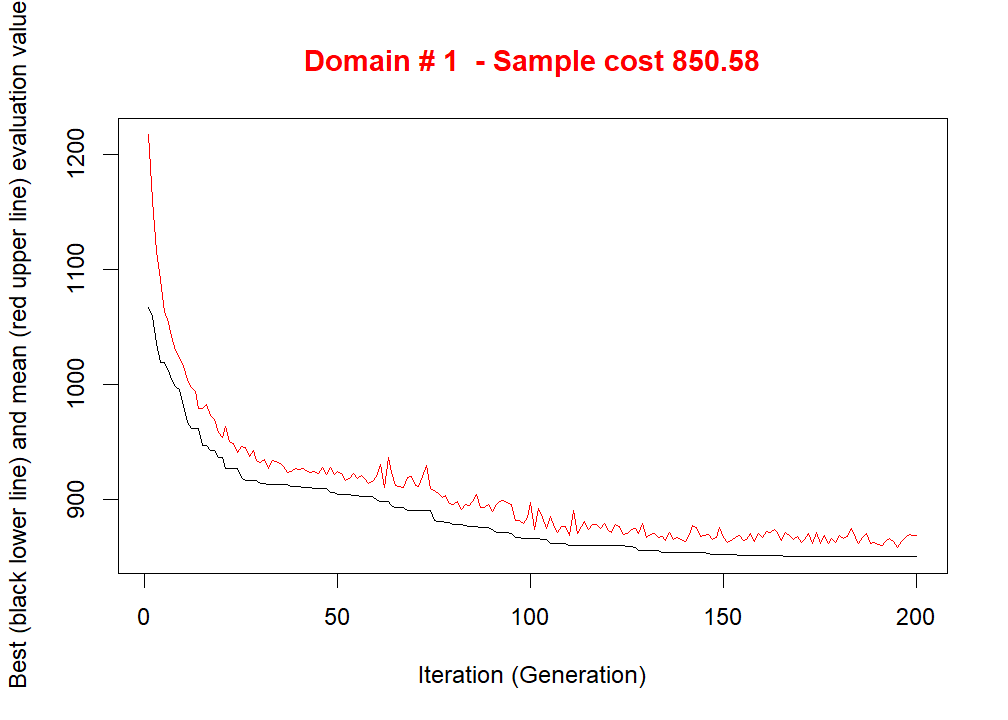 Domain # 1  - Sample cost 850.58
Best (black lower line) and mean (red upper line) evaluation value
1200
1100
1000
900
0 50 100 150 200
Iteration (Generation)